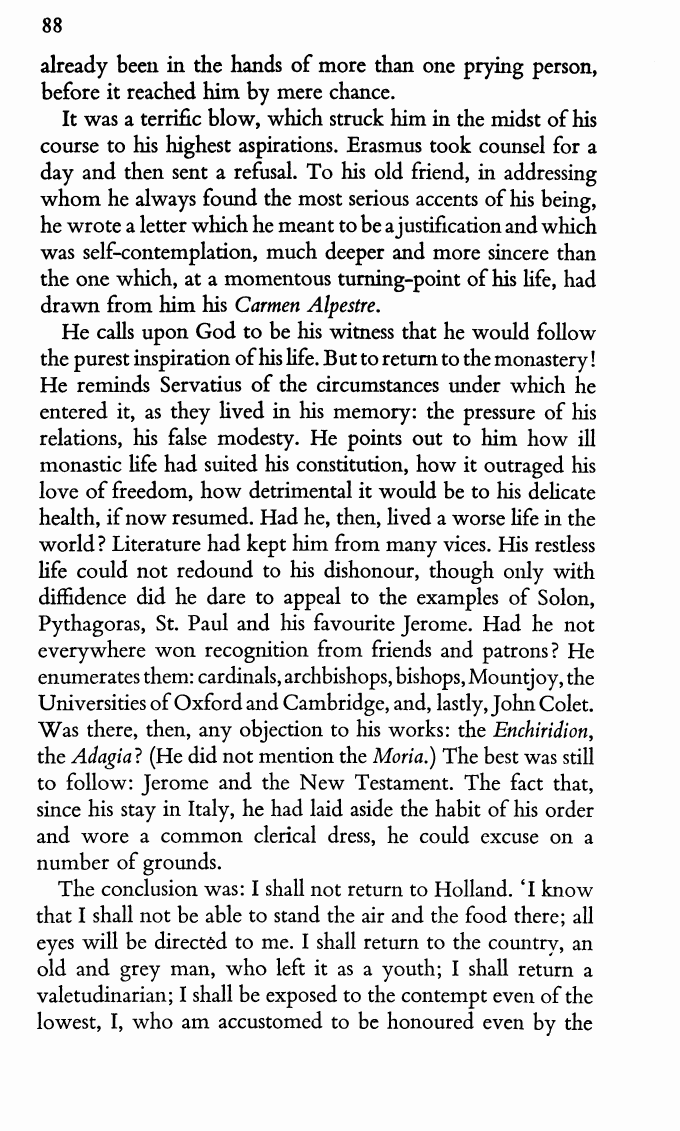 88
already been in the hands of more than one prying person,
before it reached him by mere chance.
It was a terrific blow, which struck him in the midst of his
course to his highest aspirations. Erasmus took counsel for a
day and then sent a refusal. To his old friend, in addressing
whom he always found the most serious accents of his being,
he wrote a letter which he meant to be a justification and which
was self-contemplation, much deeper and more sincere than
the one which, at a momentous turning-point of his life, had
drawn from him his Carmen Alpestre.
He calls upon God to be his witness that he would follow
the purest inspiration of his life. But to return to the monastery!
He reminds Servatius of the circumstances under which he
entered it, as they lived in his memory: the pressure of his
relations, his false modesty. He points out to him how ill
monastic life had suited his constitution, how it outraged his
love of freedom, how detrimental it would be to his delicate
health, if now resumed. Had he, then, lived a worse life in the
world? Literature had kept him from many vices. His restless
life could not redound to his dishonour, though only with
diffidence did he dare to appeal to the examples of Solon,
Pythagoras, St. Paul and his favourite Jerome. Had he not
everywhere won recognition from friends and patrons? He
enumerates them: cardinals, archbishops, bishops, Mountjoy, the
Universities of Oxford and Cambridge, and, lastly, John Colet.
Was there, then, any objection to his works: the Enchiridion,
the Adagia? (He did not mention the Moria.) The best was still
to follow: Jerome and the New Testament. The fact that,
since his stay in Italy, he had laid aside the habit of his order
and wore a common clerical dress, he could excuse on a
number of grounds.
The conclusion was: I shall not return to Holland. ‘I know
that I shall not be able to stand the air and the food there; all
eyes will be directed to me. I shall return to the country, an
old and grey man, who left it as a youth; I shall return a
valetudinarian; I shall be exposed to the contempt even of the
lowest, I, who am accustomed to be honoured even by the